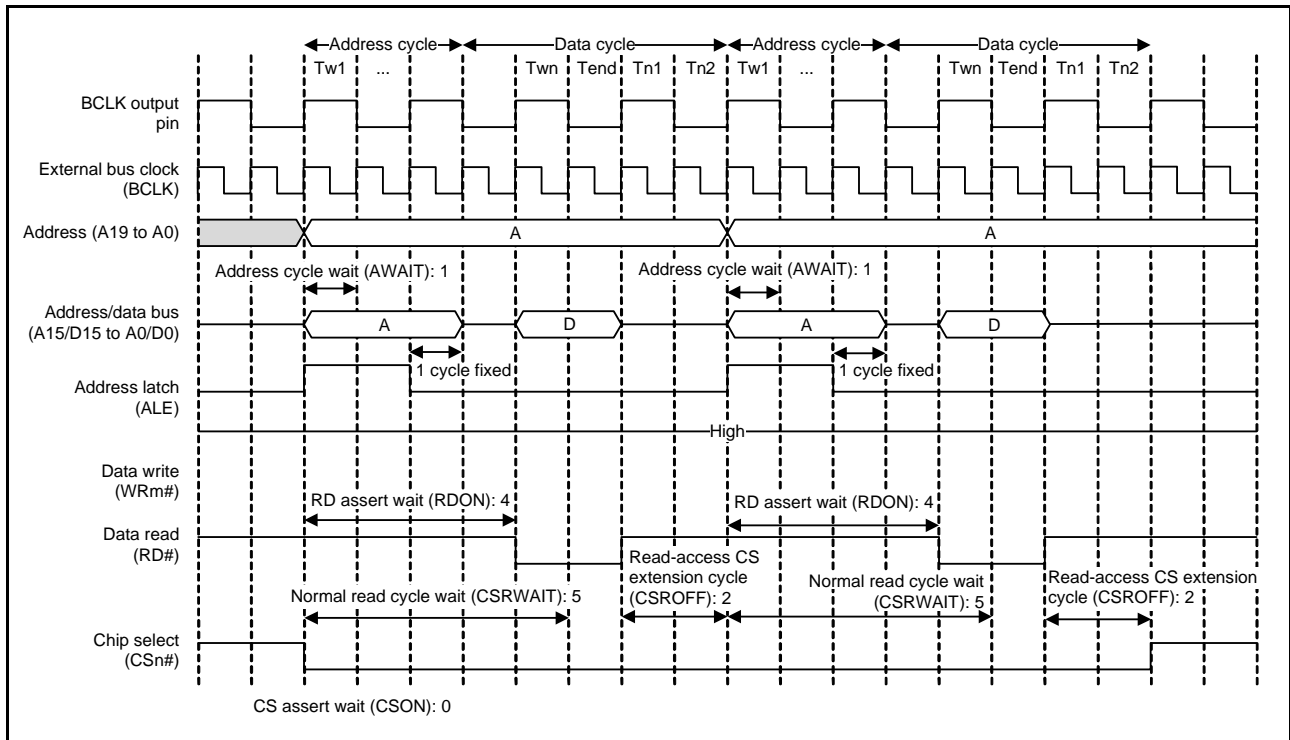 Address cycle Data cycle Address cycle Data cycle
Tw1 ... Twn Tend Tn1 Tn2 Tw1 ... Twn Tend Tn1 Tn2
BCLK output
pin
External bus clock
(BCLK)
Address (A19 to A0) A A
Address cycle wait (AWAIT): 1 Address cycle wait (AWAIT): 1
Address/data bus
(A15/D15 to A0/D0)
A D A D
1 cycle fixed 1 cycle fixed
Address latch
(ALE)
High
Data write
(WRm#)
RD assert wait (RDON): 4 RD assert wait (RDON): 4
Data read
(RD#)
Read-access CS
extension cycle
(CSROFF): 2
Normal read cycle wait
(CSRWAIT): 5
Read-access CS extension
cycle (CSROFF): 2
Normal read cycle wait (CSRWAIT): 5
Chip select
(CSn#)
CS assert wait (CSON): 0